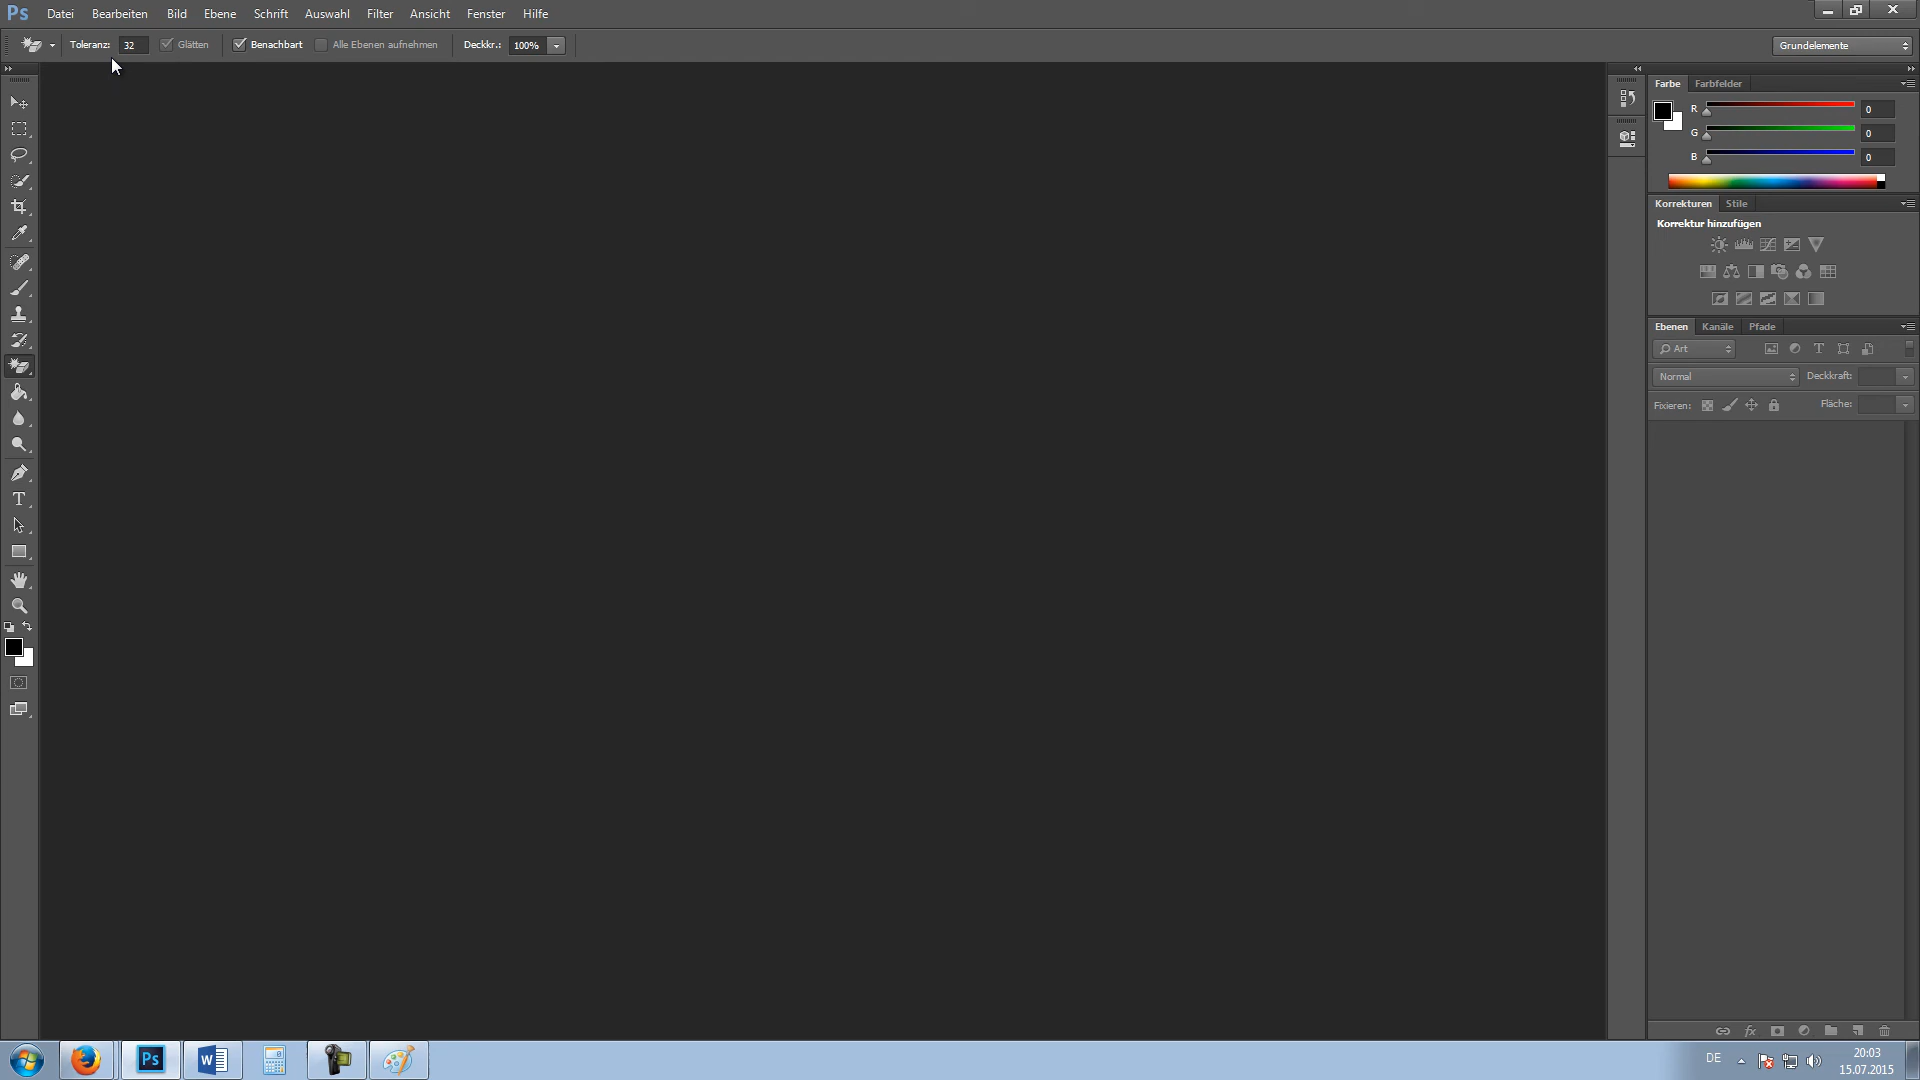 Ps Datei Bearbeiten Bild Ebene Schrift Auswahl Filter Ansicht Fenster Hilfe
Toleranz: 32 Glätten Benachbart Alle Ebenen aufnehmen Deckkr.: 100% Grundelemente
Farbe Farbfelder
R 0
G 0
B 0
Korrekturen Stile
Korrektur hinzufügen
Ebenen Kanäle Pfade
Art T
Normal Deckkraft:
Fixieren: Fläche:
T
fx
Ps W DE 20:03
15.07.2015